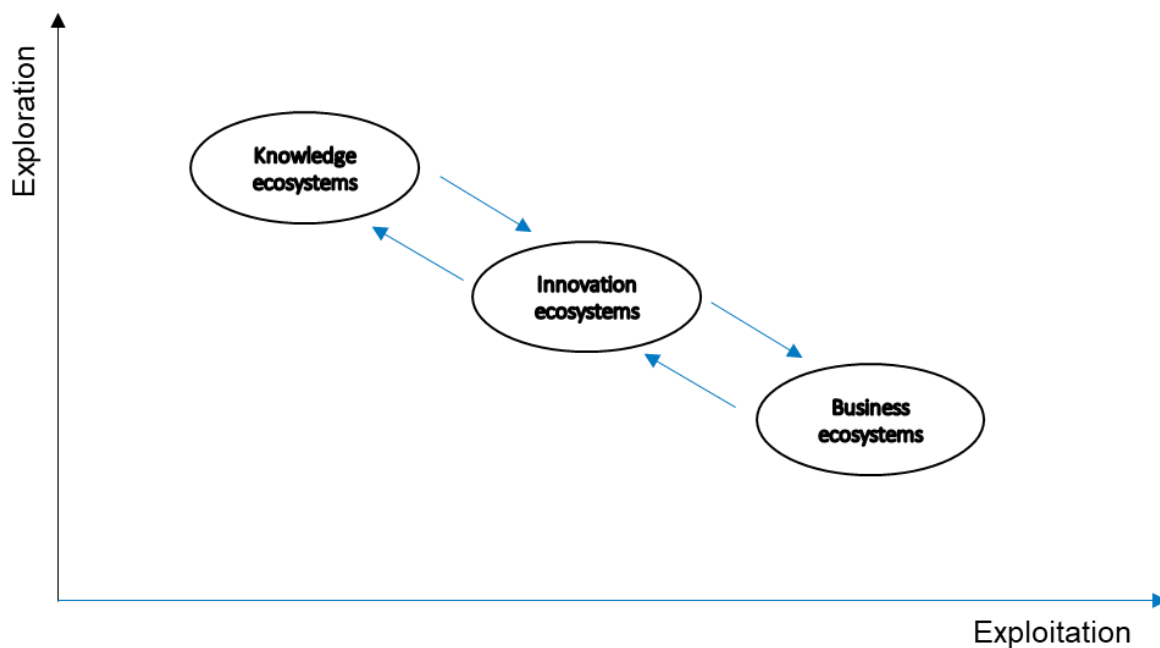 Exploration
Knowledge
ecosystems
Innovation
ecosystems
Business
ecosystems
Exploitation